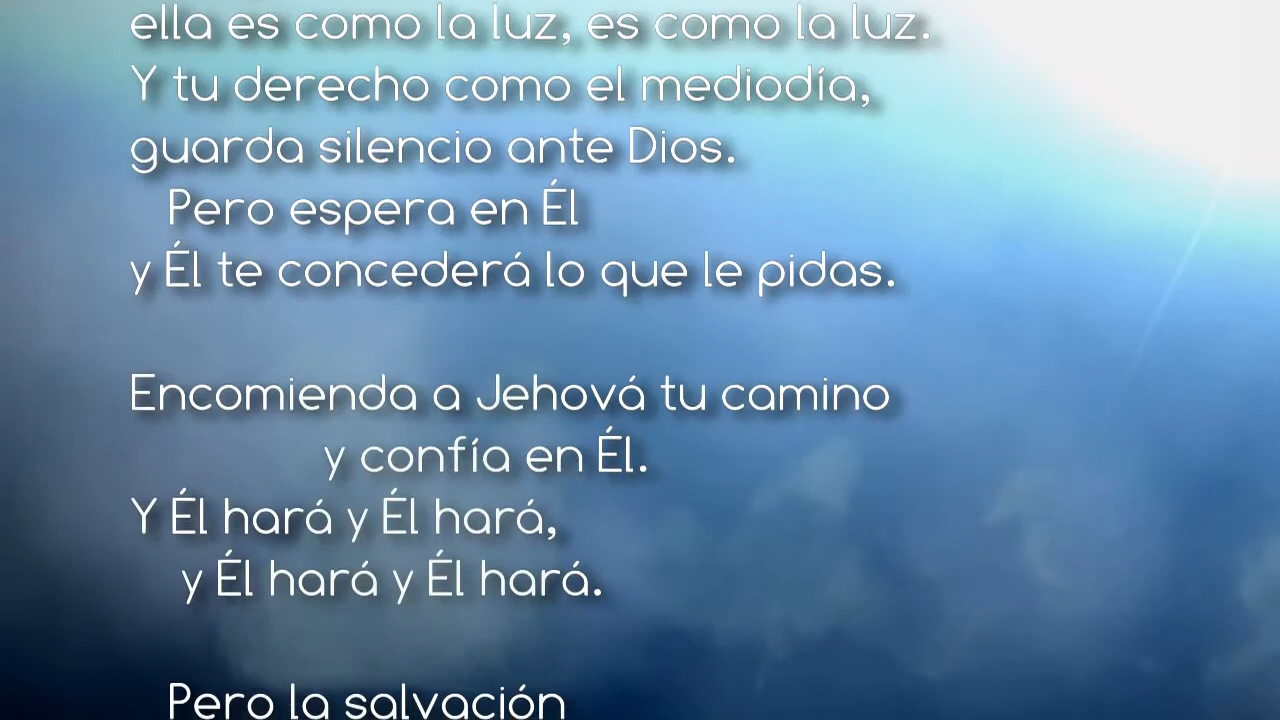 ella es como la luz, es como la luz.
Y tu derecho como el mediodía,
guarda silencio ante Dios.
Pero espera en Él
y Él te concederá lo que le pidas.
Encomienda a Jehová tu camino
y confía en Él.
Y Él hará y Él hará,
y Él hará y Él hará.
Pero la salvación